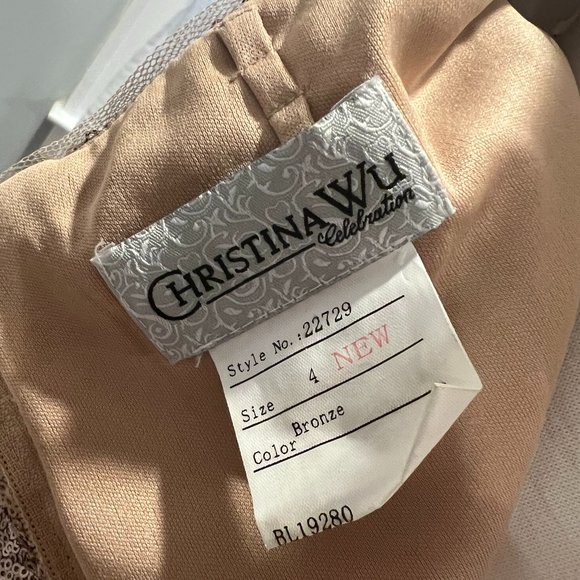 CHRISTINA WU
Celebration
Style No.:22729
Size 4 NEW
Color Bronze
BL19280